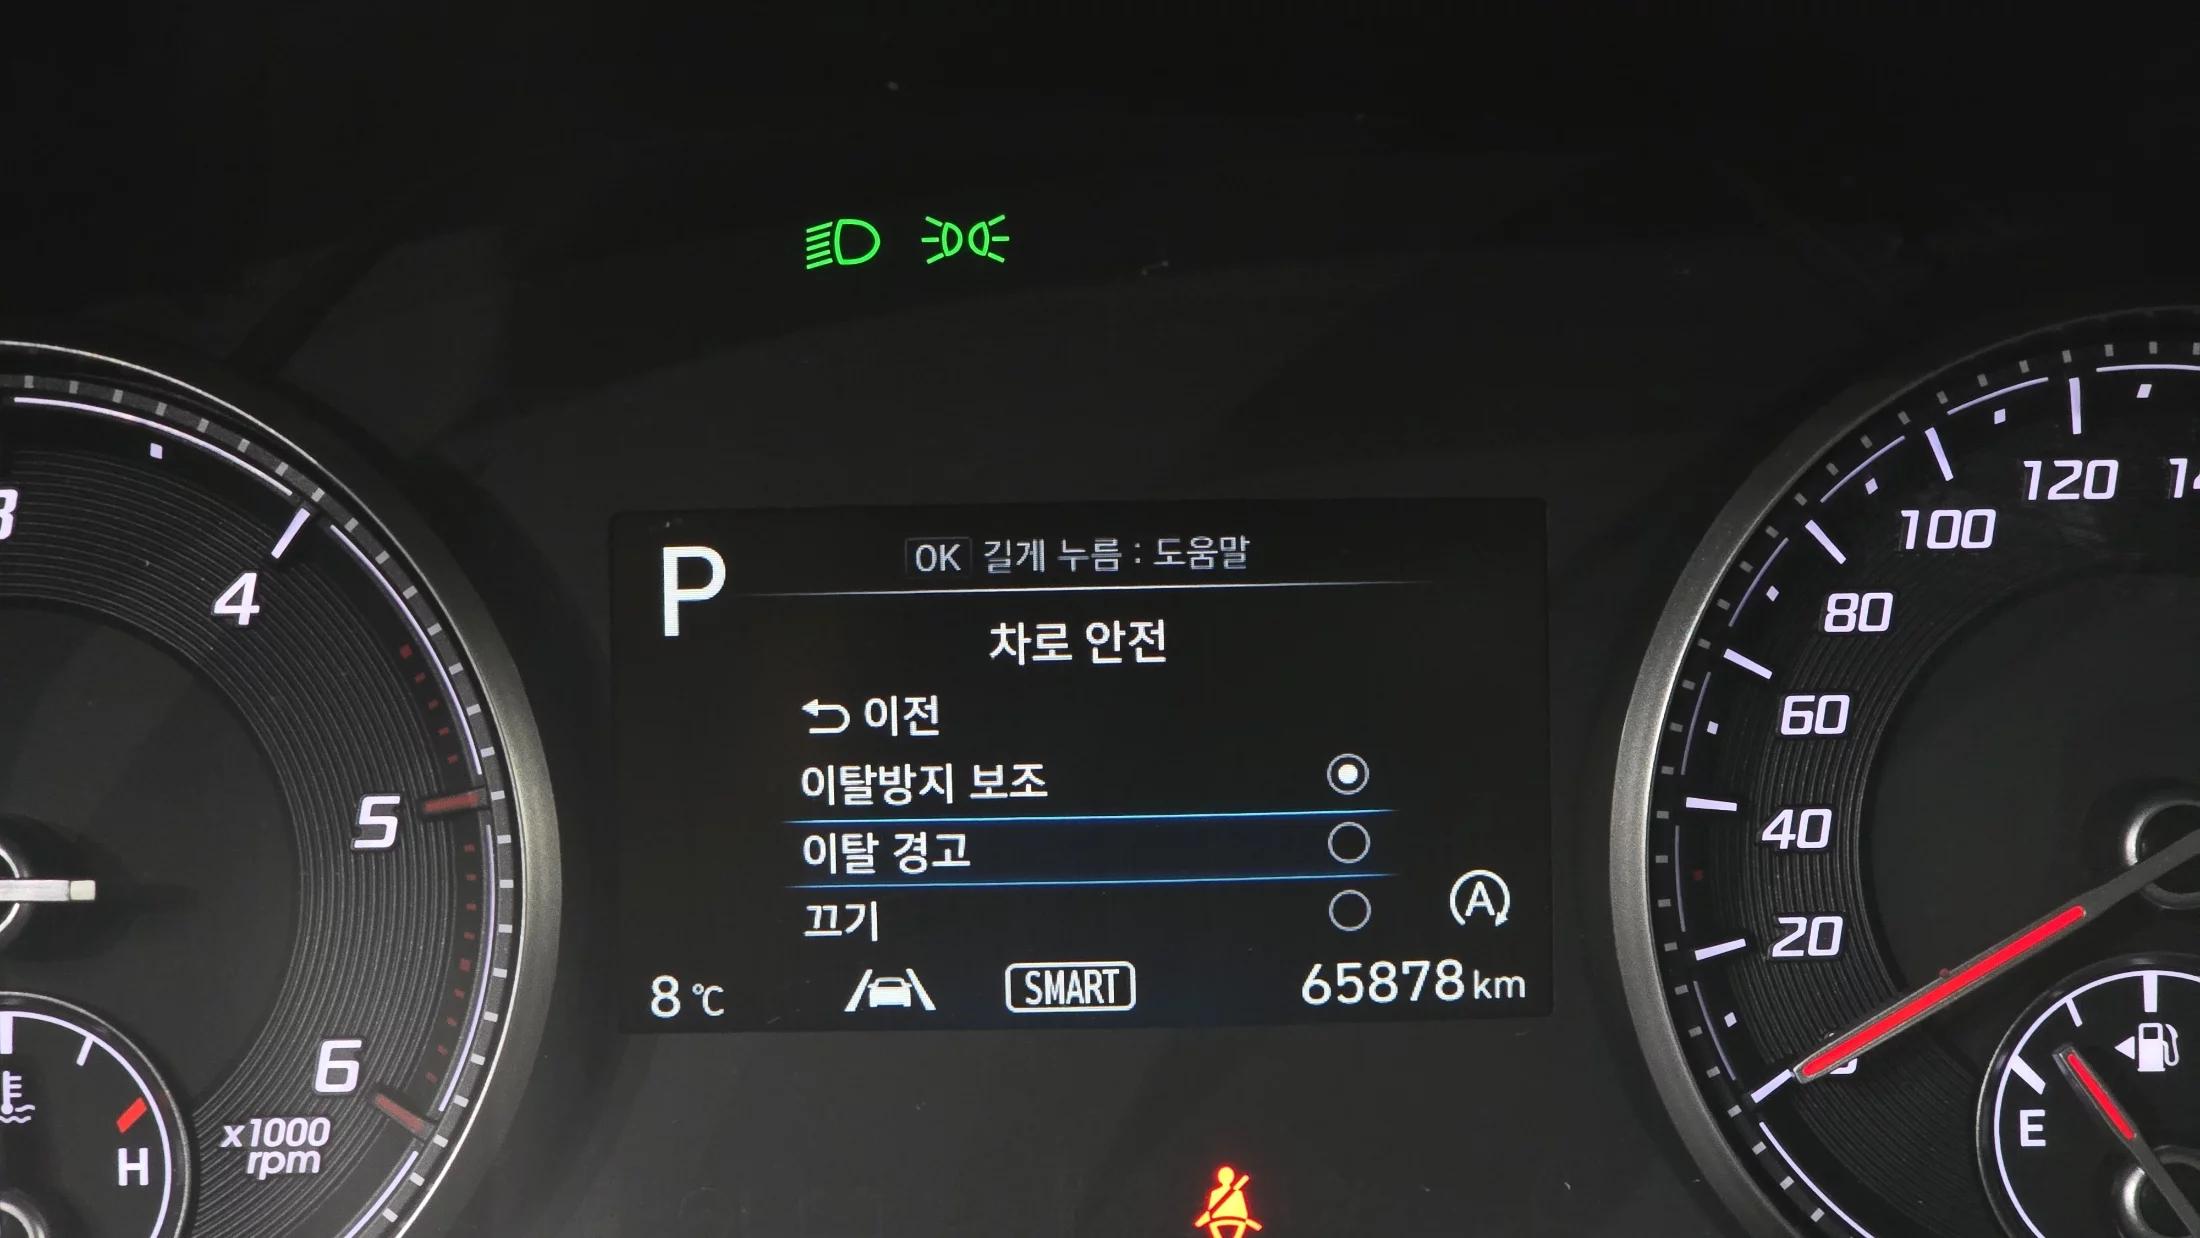 P
OK 길게 누름 : 도움말
차로 안전
이전
이탈방지 보조
이탈 경고
끄기
A
8 ℃
SMART
65878 km
3
4
5
6
x1000
rpm
H
120
100
80
60
40
20
E